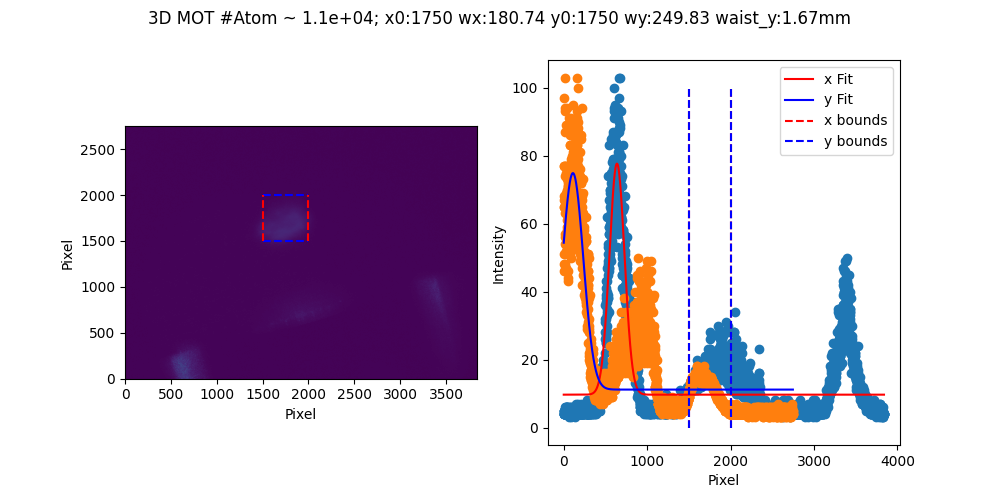 3D MOT #Atom ~ 1.1e+04; x0:1750 wx:180.74 y0:1750 wy:249.83 waist_y:1.67mm
2500
2000
1500
1000
500
0
Pixel
0 500 1000 1500 2000 2500 3000 3500
Pixel
100
80
60
40
20
0
Intensity
0 1000 2000 3000 4000
Pixel
x Fit
y Fit
x bounds
y bounds